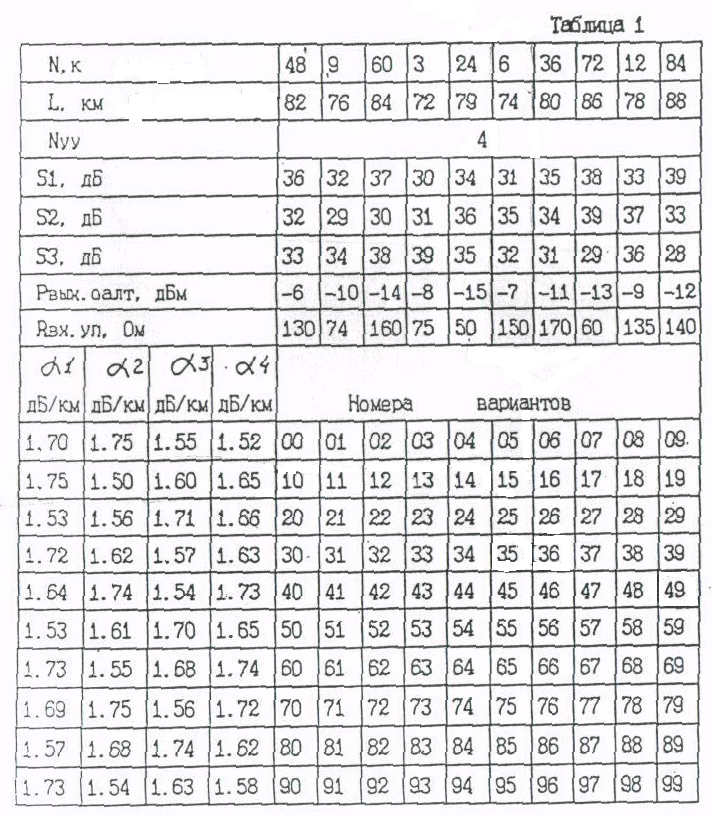 Таблица 1
N, к 48 9 60 3 24 6 36 72 12 84
L, км 82 76 84 72 79 74 80 86 78 88
Nуу 4
S1, дБ 36 32 37 30 34 31 35 38 33 39
S2, дБ 32 29 30 31 36 35 34 39 37 33
S3, дБ 33 34 38 39 35 32 31 29 36 28
Рвых.оалт, дБм -6 -10 -14 -8 -15 -7 -11 -13 -9 -12
Rвх.уп, Ом 130 74 160 75 50 150 170 60 135 140
α1 α2 α3 α4
дБ/км дБ/км дБ/км дБ/км Номера вариантов
1.70 1.75 1.55 1.52 00 01 02 03 04 05 06 07 08 09
1.75 1.50 1.60 1.65 10 11 12 13 14 15 16 17 18 19
1.53 1.56 1.71 1.66 20 21 22 23 24 25 26 27 28 29
1.72 1.62 1.57 1.63 30 31 32 33 34 35 36 37 38 39
1.64 1.74 1.54 1.73 40 41 42 43 44 45 46 47 48 49
1.53 1.61 1.70 1.65 50 51 52 53 54 55 56 57 58 59
1.73 1.55 1.68 1.74 60 61 62 63 64 65 66 67 68 69
1.69 1.75 1.56 1.72 70 71 72 73 74 75 76 77 78 79
1.57 1.68 1.74 1.62 80 81 82 83 84 85 86 87 88 89
1.73 1.54 1.63 1.58 90 91 92 93 94 95 96 97 98 99